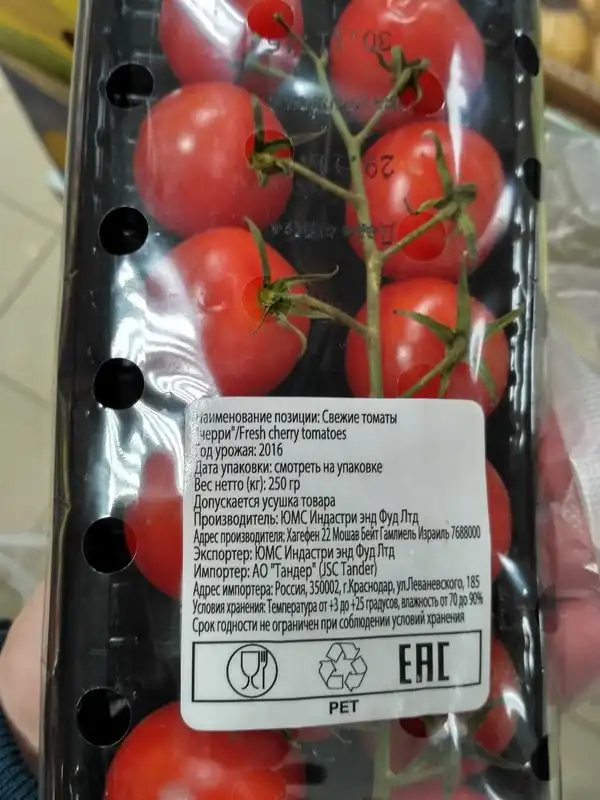 Наименование позиции: Свежие томаты
"черри"/Fresh cherry tomatoes
Год урожая: 2016
Дата упаковки: смотреть на упаковке
Вес нетто (кг): 250 гр
Допускается усушка товара
Производитель: ЮМС Индастри энд Фуд Лтд
Адрес производителя: Хагефен 22 Мошав Бейт Гамлиель Израиль 7688000
Экспортер: ЮМС Индастри энд Фуд Лтд
Импортер: АО "Тандер" (JSC Tander)
Адрес импортера: Россия, 350002, г.Краснодар, ул.Леваневского, 185
Условия хранения: Температура от +3 до +25 градусов, влажность от 70 до 90%
Срок годности не ограничен при соблюдении условий хранения
EAC
PET